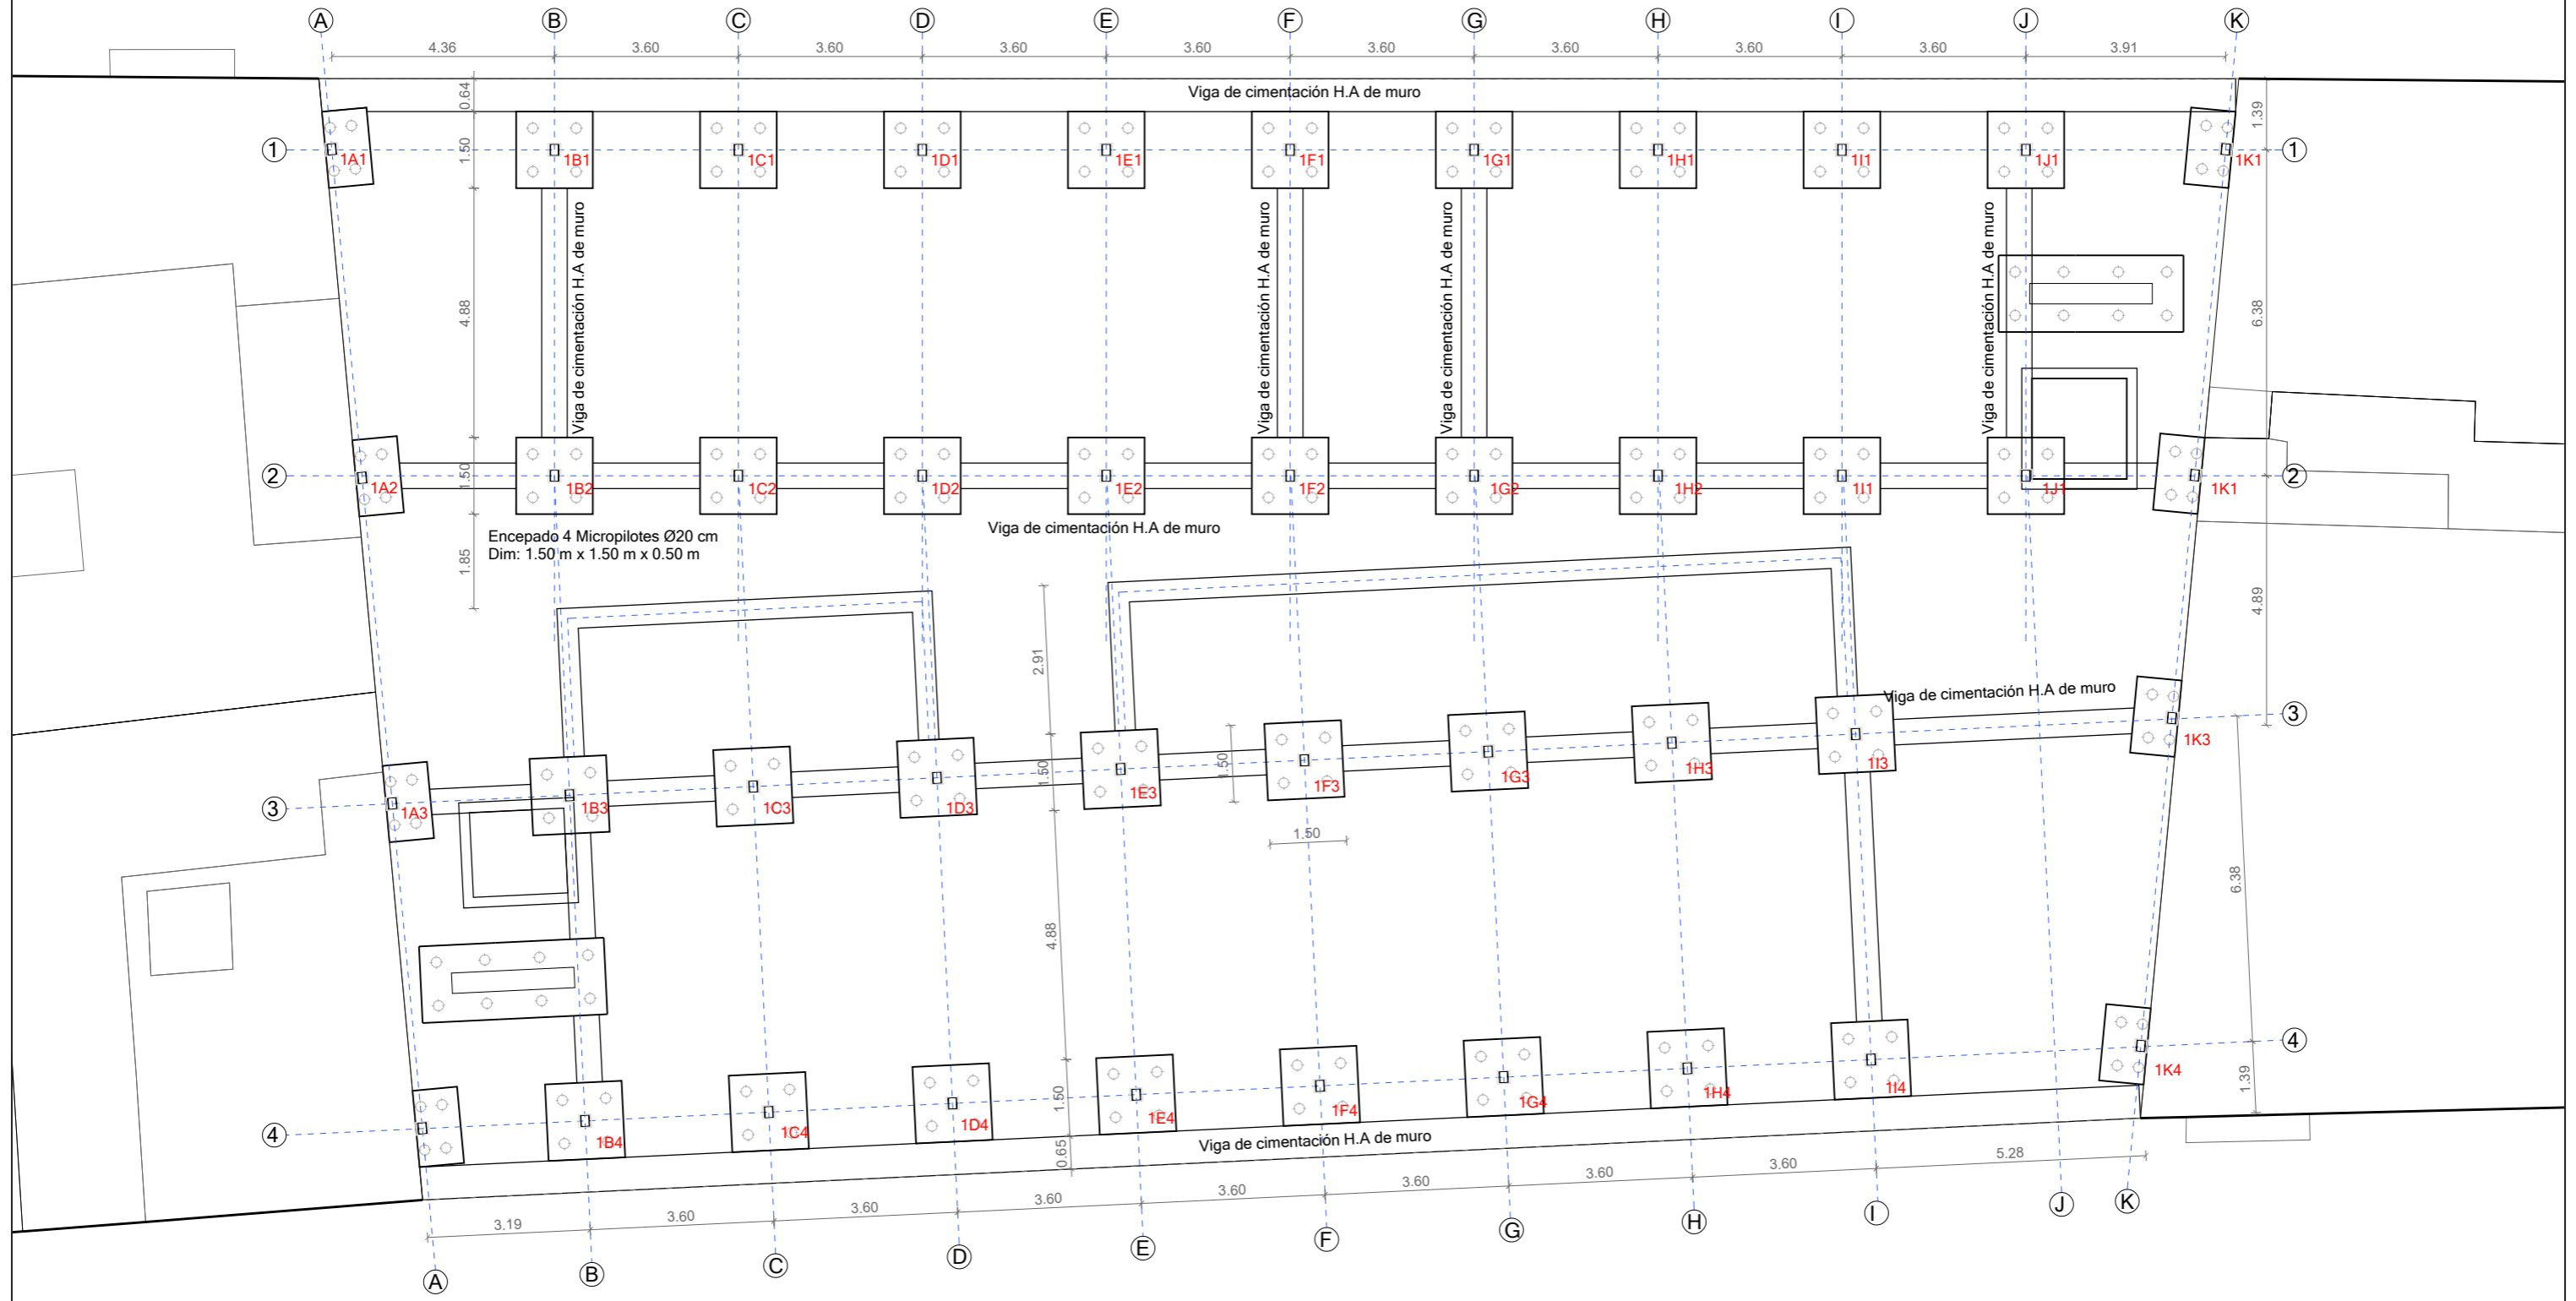 A B C D E F G H I J K
4.36 3.60 3.60 3.60 3.60 3.60 3.60 3.60 3.60 3.91
Viga de cimentación H.A de muro
0.64
1.39
1 1A1 1B1 1C1 1D1 1E1 1F1 1G1 1H1 1I1 1J1 1K1 1
1.50
Viga de cimentación H.A de muro
Viga de cimentación H.A de muro
Viga de cimentación H.A de muro
Viga de cimentación H.A de muro
4.88
6.38
2 1A2 1B2 1C2 1D2 1E2 1F2 1G2 1H2 1I1 1J1 1K1 2
1.50
Encepado 4 Micropilotes Ø20 cm
Dim: 1.50 m x 1.50 m x 0.50 m
Viga de cimentación H.A de muro
1.85
4.89
2.91
Viga de cimentación H.A de muro
3 1A3 1B3 1C3 1D3 1E3 1F3 1G3 1H3 1I3 1K3 3
1.50
1.50
1.50
4.88
6.38
4 1B4 1C4 1D4 1E4 1F4 1G4 1H4 1I4 1K4 4
1.50
1.39
0.65
Viga de cimentación H.A de muro
3.19 3.60 3.60 3.60 3.60 3.60 3.60 3.60 5.28
A B C D E F G H I J K